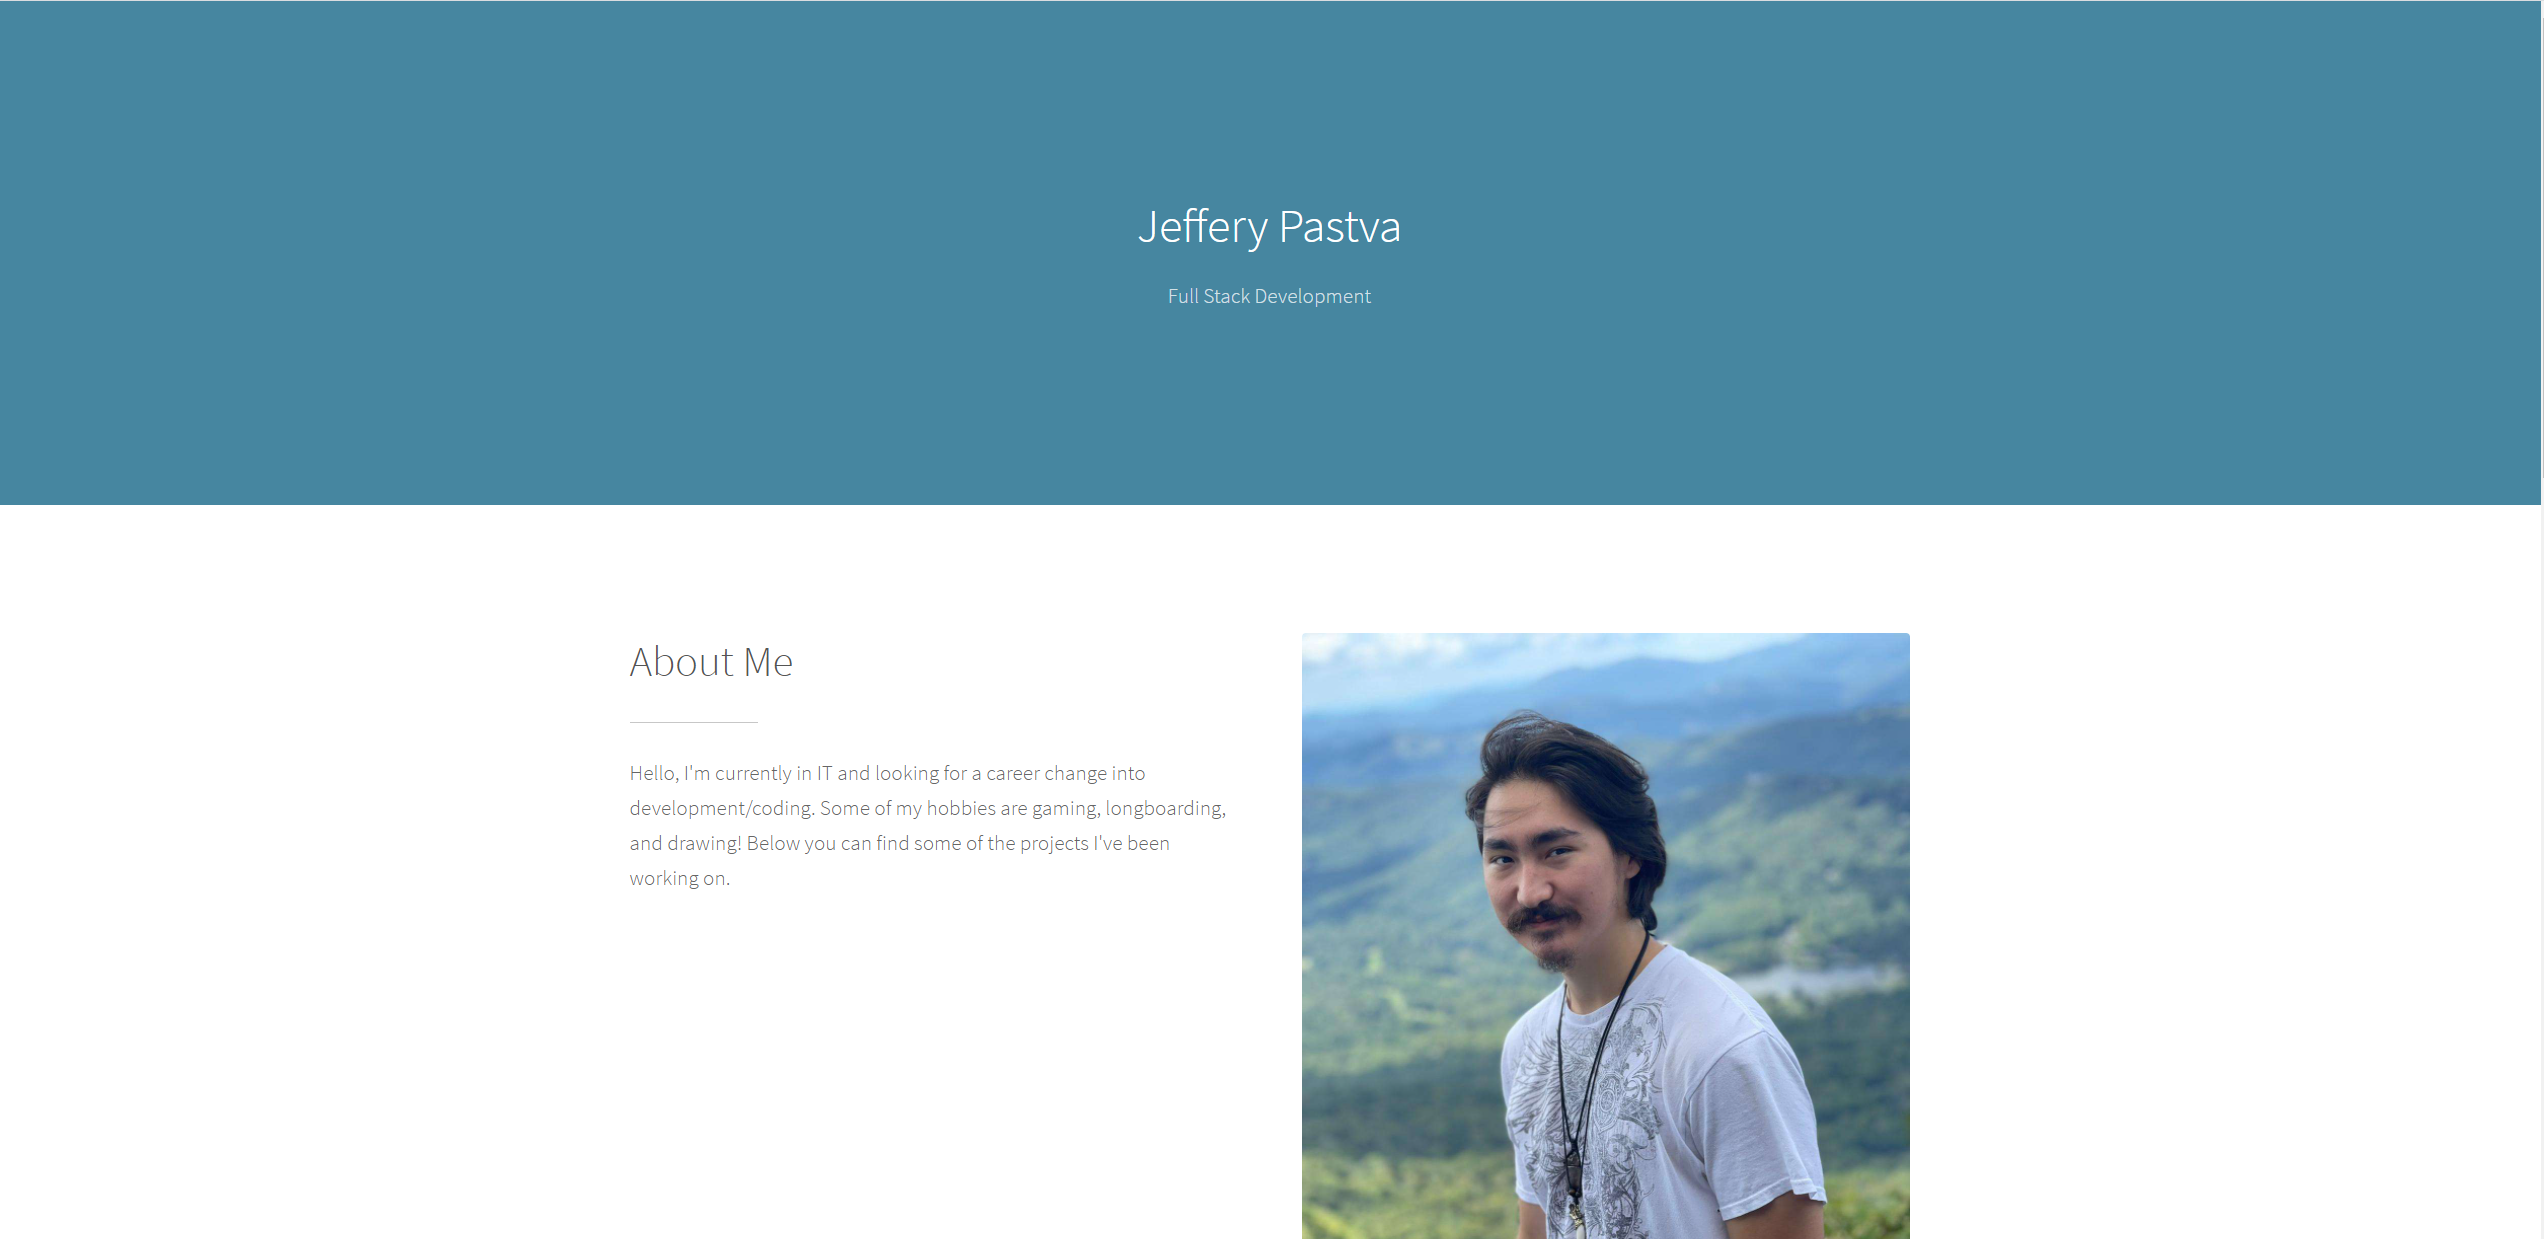 Jeffery Pastva
Full Stack Development
About Me
Hello, I'm currently in IT and looking for a career change into
development/coding. Some of my hobbies are gaming, longboarding,
and drawing! Below you can find some of the projects I've been
working on.